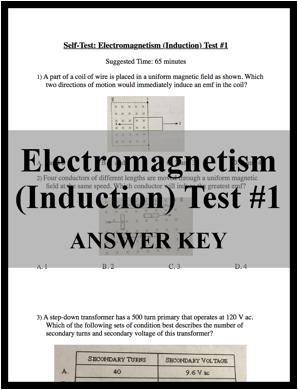 Self-Test: Electromagnetism (Induction) Test #1
Suggested Time: 65 minutes
1) A part of a coil of wire is placed in a uniform magnetic field as shown. Which
two directions of motion would immediately induce an emf in the coil?
Electromagnetism
2) Four conductors of different lengths are moved through a uniform magnetic
field at the same speed. Which conductor will induce the greatest emf?
(Induction) Test #1
ANSWER KEY
A. 1 B. 2 C. 3 D. 4
3) A step-down transformer has a 500 turn primary that operates at 120 V ac.
Which of the following sets of condition best describes the number of
secondary turns and secondary voltage of this transformer?
SECONDARY TURNS SECONDARY VOLTAGE
A. 40 9.6 V ac